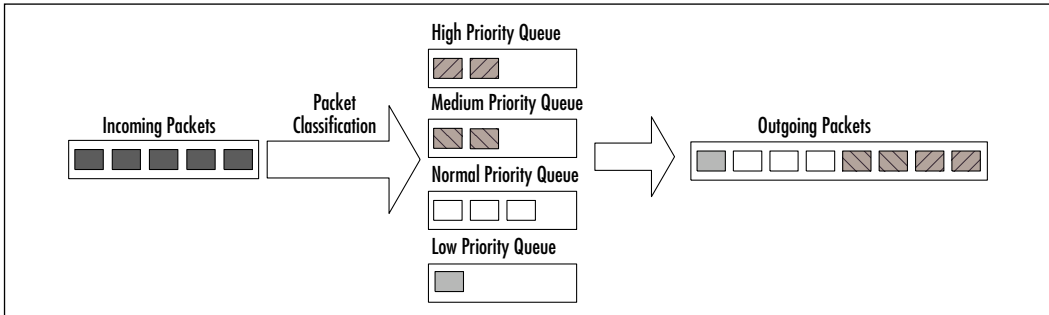 High Priority Queue
Packet
Classification
Medium Priority Queue
Incoming Packets
Outgoing Packets
Normal Priority Queue
Low Priority Queue